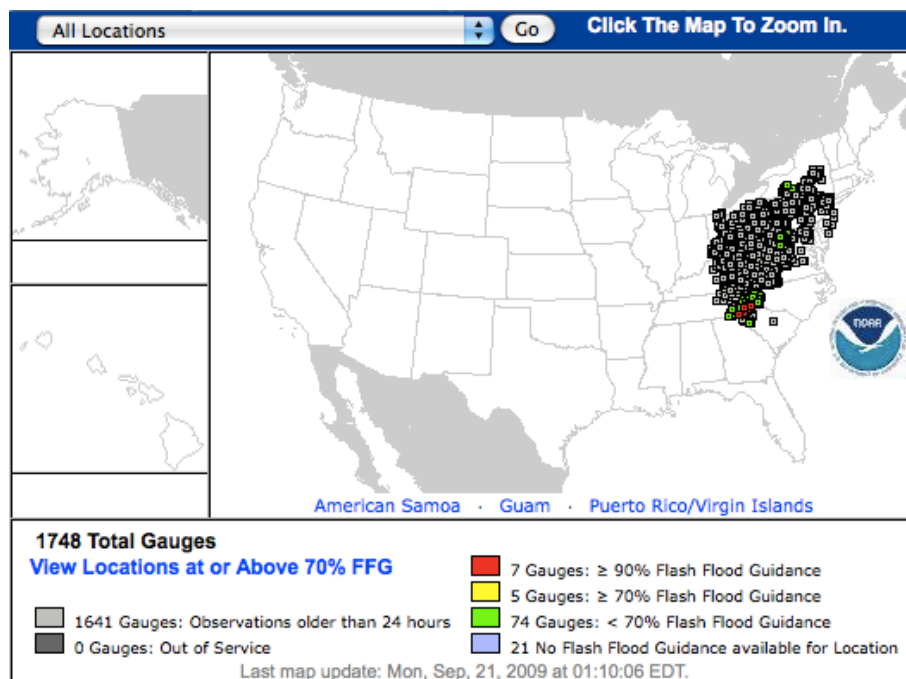 All Locations Go Click The Map To Zoom In.
NOAA
American Samoa · Guam · Puerto Rico/Virgin Islands
1748 Total Gauges
View Locations at or Above 70% FFG
1641 Gauges: Observations older than 24 hours
0 Gauges: Out of Service
7 Gauges: ≥ 90% Flash Flood Guidance
5 Gauges: ≥ 70% Flash Flood Guidance
74 Gauges: < 70% Flash Flood Guidance
21 No Flash Flood Guidance available for Location
Last map update: Mon, Sep, 21, 2009 at 01:10:06 EDT.